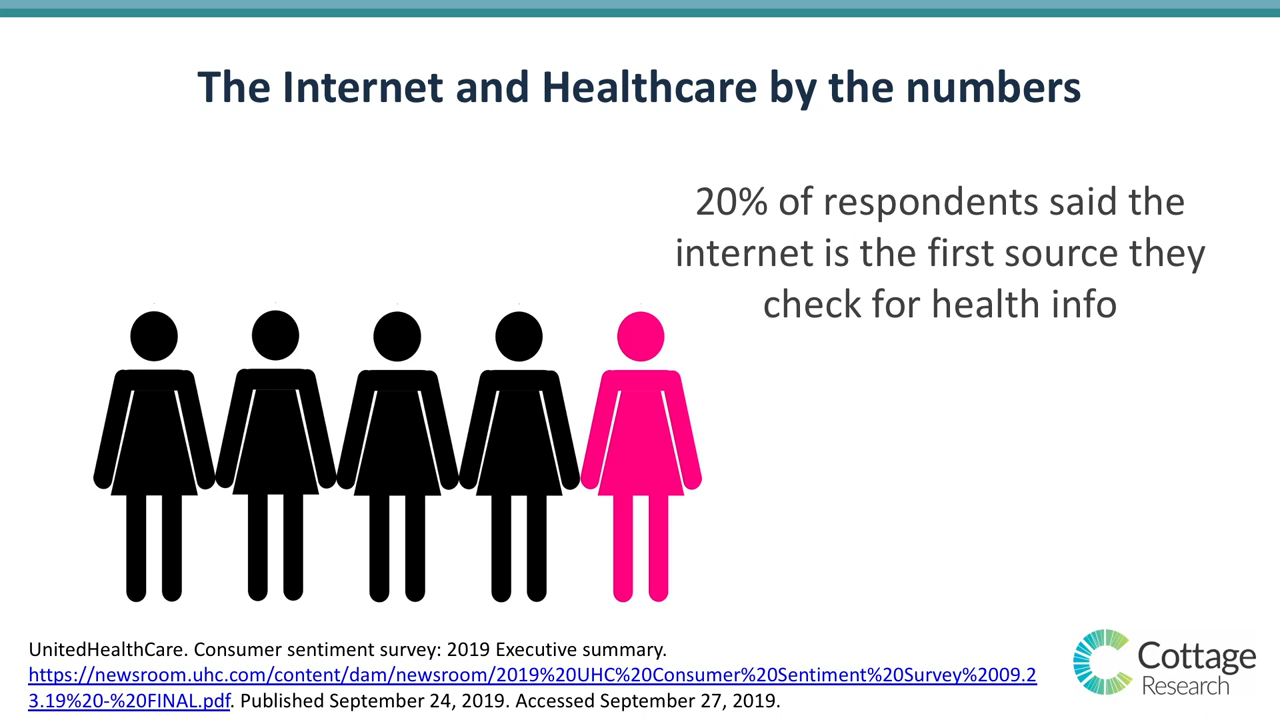 The Internet and Healthcare by the numbers
20% of respondents said the
internet is the first source they
check for health info
UnitedHealthCare. Consumer sentiment survey: 2019 Executive summary.
https://newsroom.uhc.com/content/dam/newsroom/2019%20UHC%20Consumer%20Sentiment%20Survey%2009.2
3.19%20-%20FINAL.pdf. Published September 24, 2019. Accessed September 27, 2019.
Cottage
Research